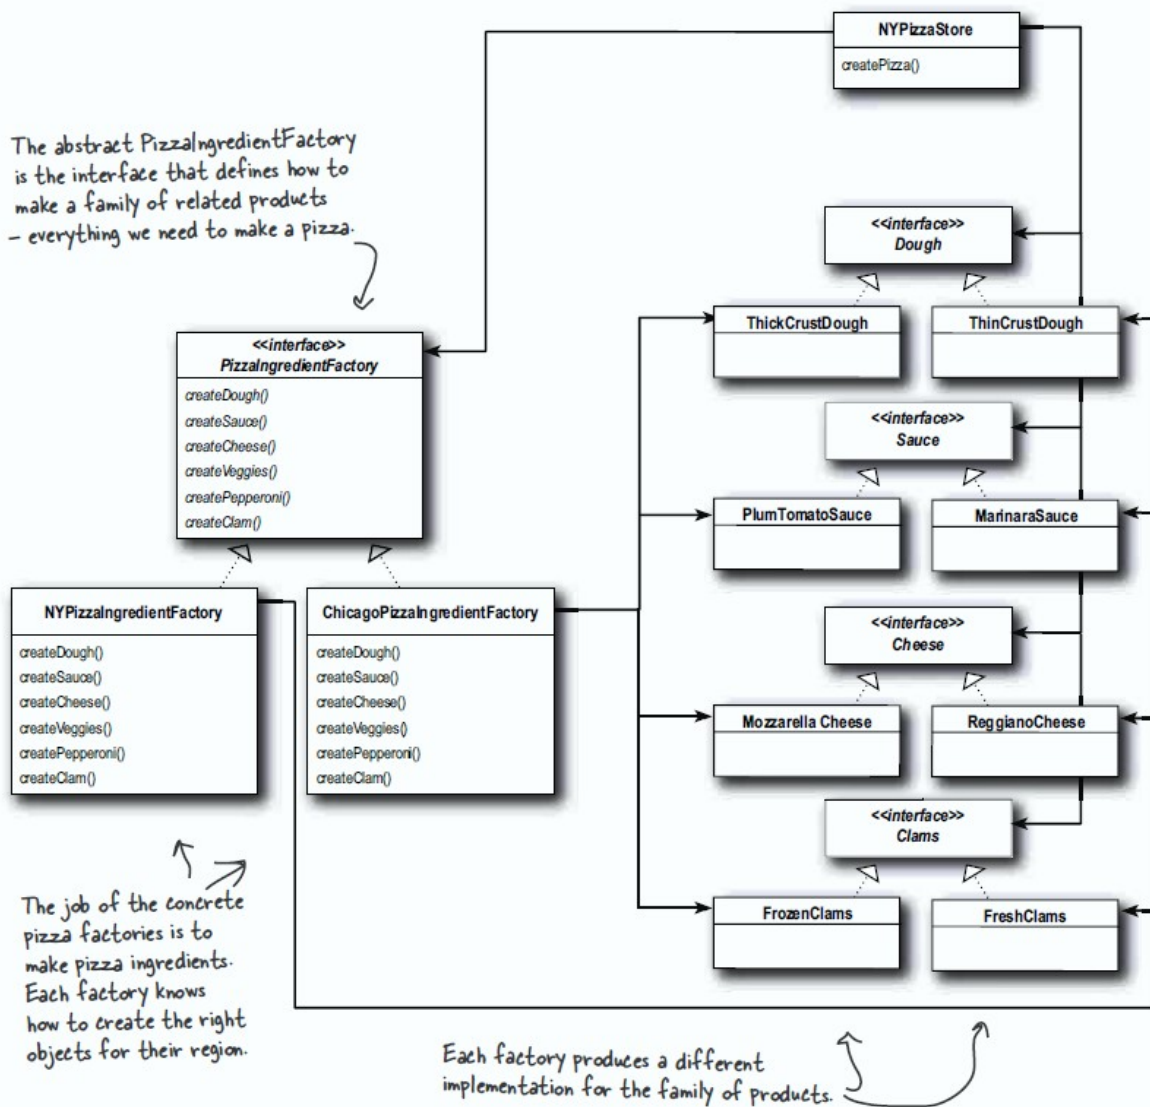 NYPizzaStore
createPizza()
The abstract PizzaIngredientFactory
is the interface that defines how to
make a family of related products
– everything we need to make a pizza.
<<interface>>
PizzaIngredientFactory
createDough()
createSauce()
createCheese()
createVeggies()
createPepperoni()
createClam()
NYPizzaIngredientFactory
createDough()
createSauce()
createCheese()
createVeggies()
createPepperoni()
createClam()
ChicagoPizzaIngredientFactory
createDough()
createSauce()
createCheese()
createVeggies()
createPepperoni()
createClam()
<<interface>>
Dough
ThickCrustDough
ThinCrustDough
<<interface>>
Sauce
PlumTomatoSauce
MarinaraSauce
<<interface>>
Cheese
Mozzarella Cheese
ReggianoCheese
<<interface>>
Clams
FrozenClams
FreshClams
The job of the concrete
pizza factories is to
make pizza ingredients.
Each factory knows
how to create the right
objects for their region.
Each factory produces a different
implementation for the family of products.